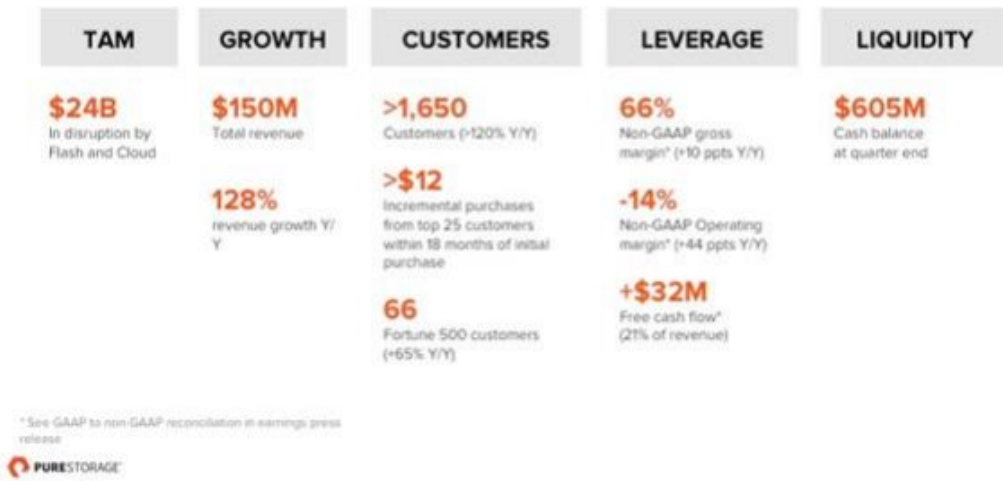 TAM
$24B
In disruption by
Flash and Cloud
GROWTH
$150M
Total revenue
128%
revenue growth Y/
Y
CUSTOMERS
>1,650
Customers (>120% Y/Y)
>$12
Incremental purchases
from top 25 customers
within 18 months of initial
purchase
66
Fortune 500 customers
(+65% Y/Y)
LEVERAGE
66%
Non-GAAP gross
margin* (+10 ppts Y/Y)
-14%
Non-GAAP Operating
margin* (+44 ppts Y/Y)
+$32M
Free cash flow*
(21% of revenue)
LIQUIDITY
$605M
Cash balance
at quarter end
* See GAAP to non-GAAP reconciliation in earnings press
release
PURESTORAGE